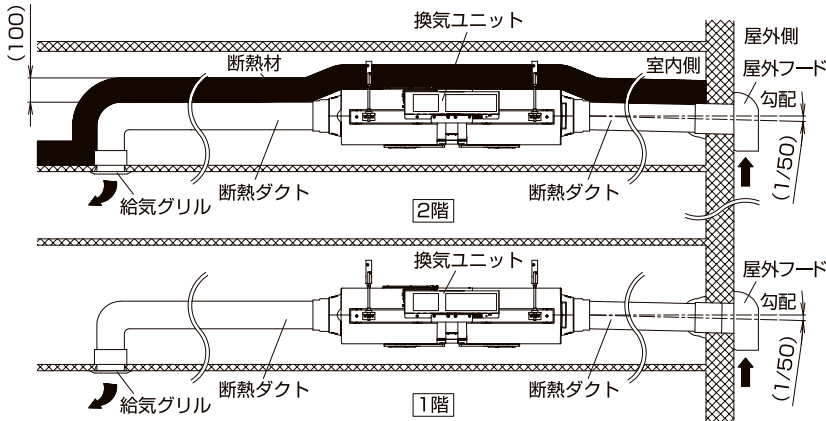 換気ユニット
屋外側
(100)
断熱材
室内側
屋外フード
勾配
(1/50)
給気グリル
断熱ダクト
断熱ダクト
2階
換気ユニット
屋外フード
勾配
(1/50)
給気グリル
断熱ダクト
断熱ダクト
1階